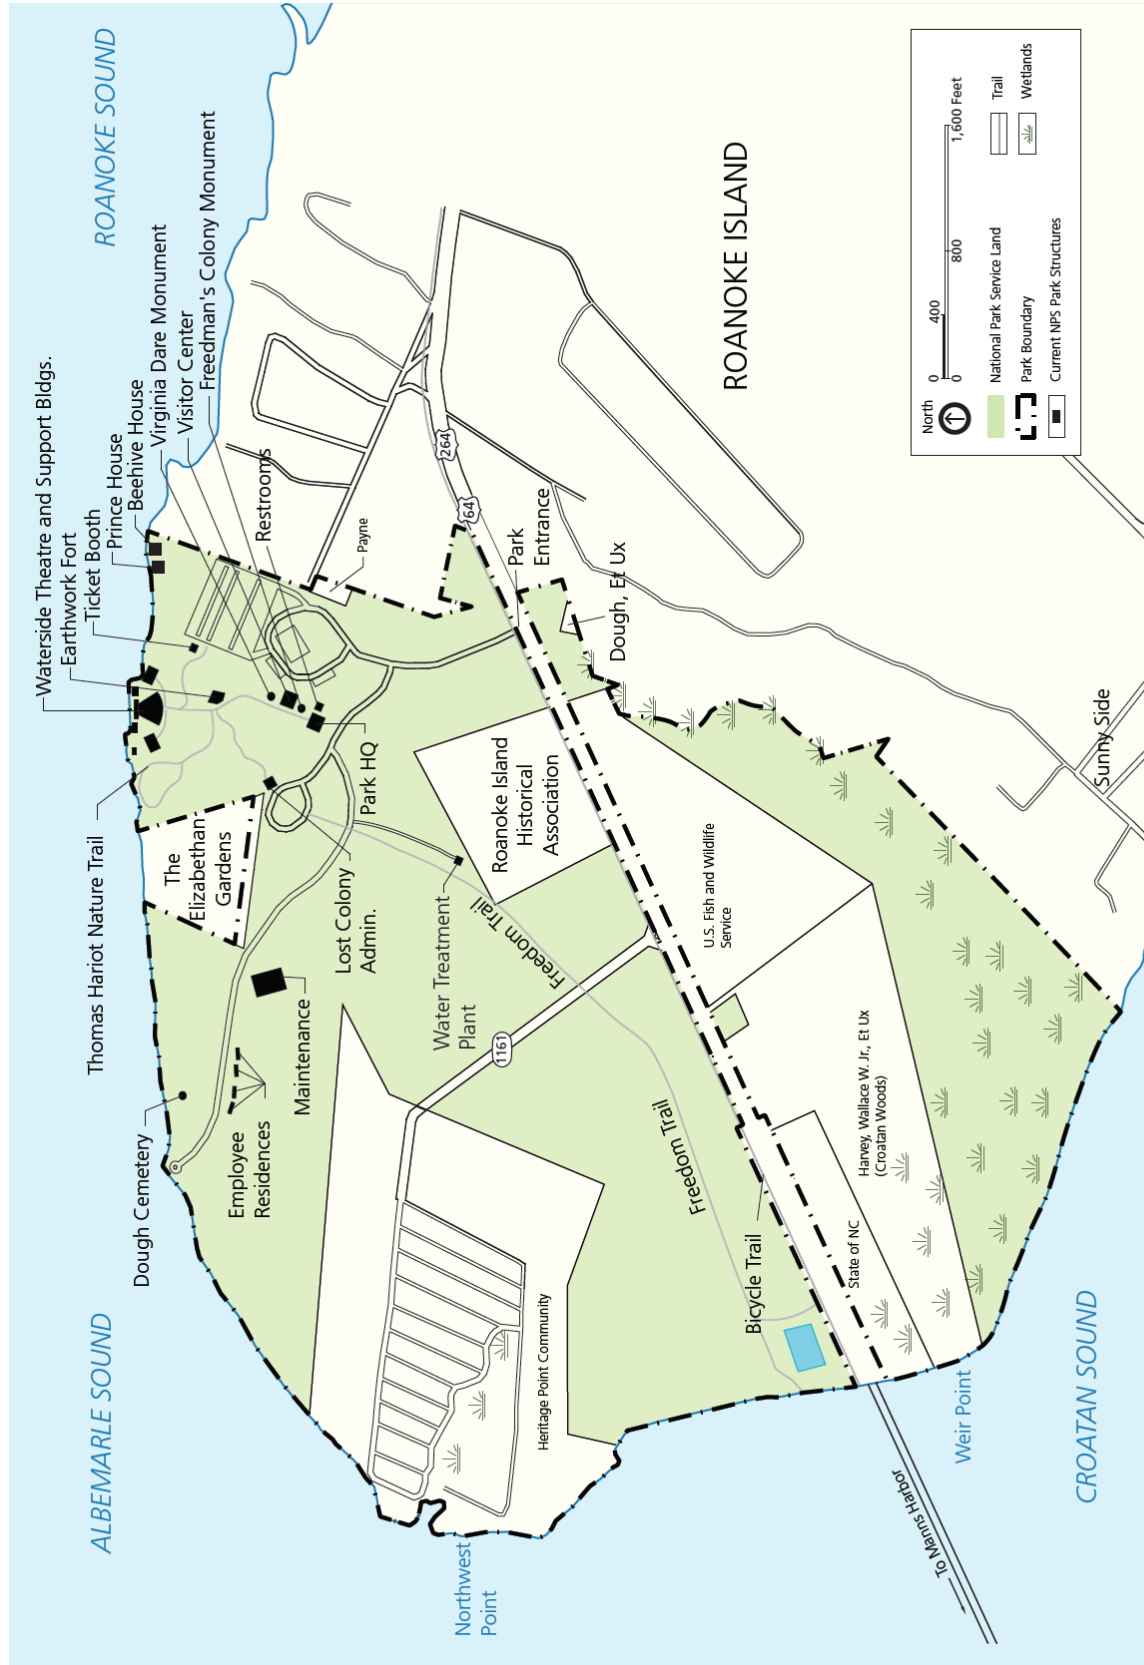 ALBEMARLE SOUND
ROANOKE SOUND
Dough Cemetery
Thomas Hariot Nature Trail
Waterside Theatre and Support Bldgs.
Earthwork Fort
Ticket Booth
Prince House
Beehive House
Virginia Dare Monument
Visitor Center
Freedman's Colony Monument
Restrooms
The
Elizabethan
Gardens
Employee
Residences
Maintenance
Lost Colony
Admin.
Park HQ
Payne
Water Treatment
Plant
Freedom Trail
1161
Northwest
Point
Heritage Point Community
Roanoke Island
Historical
Association
64
264
Park
Entrance
Dough, Et Ux
Freedom Trail
Bicycle Trail
U.S. Fish and Wildlife
Service
ROANOKE ISLAND
State of NC
Harvey, Wallace W. Jr., Et Ux
(Croatan Woods)
Weir Point
To Manns Harbor
Sunny Side
CROATAN SOUND
North
0
400
0
800
1,600 Feet
National Park Service Land
Park Boundary
Current NPS Park Structures
Trail
Wetlands